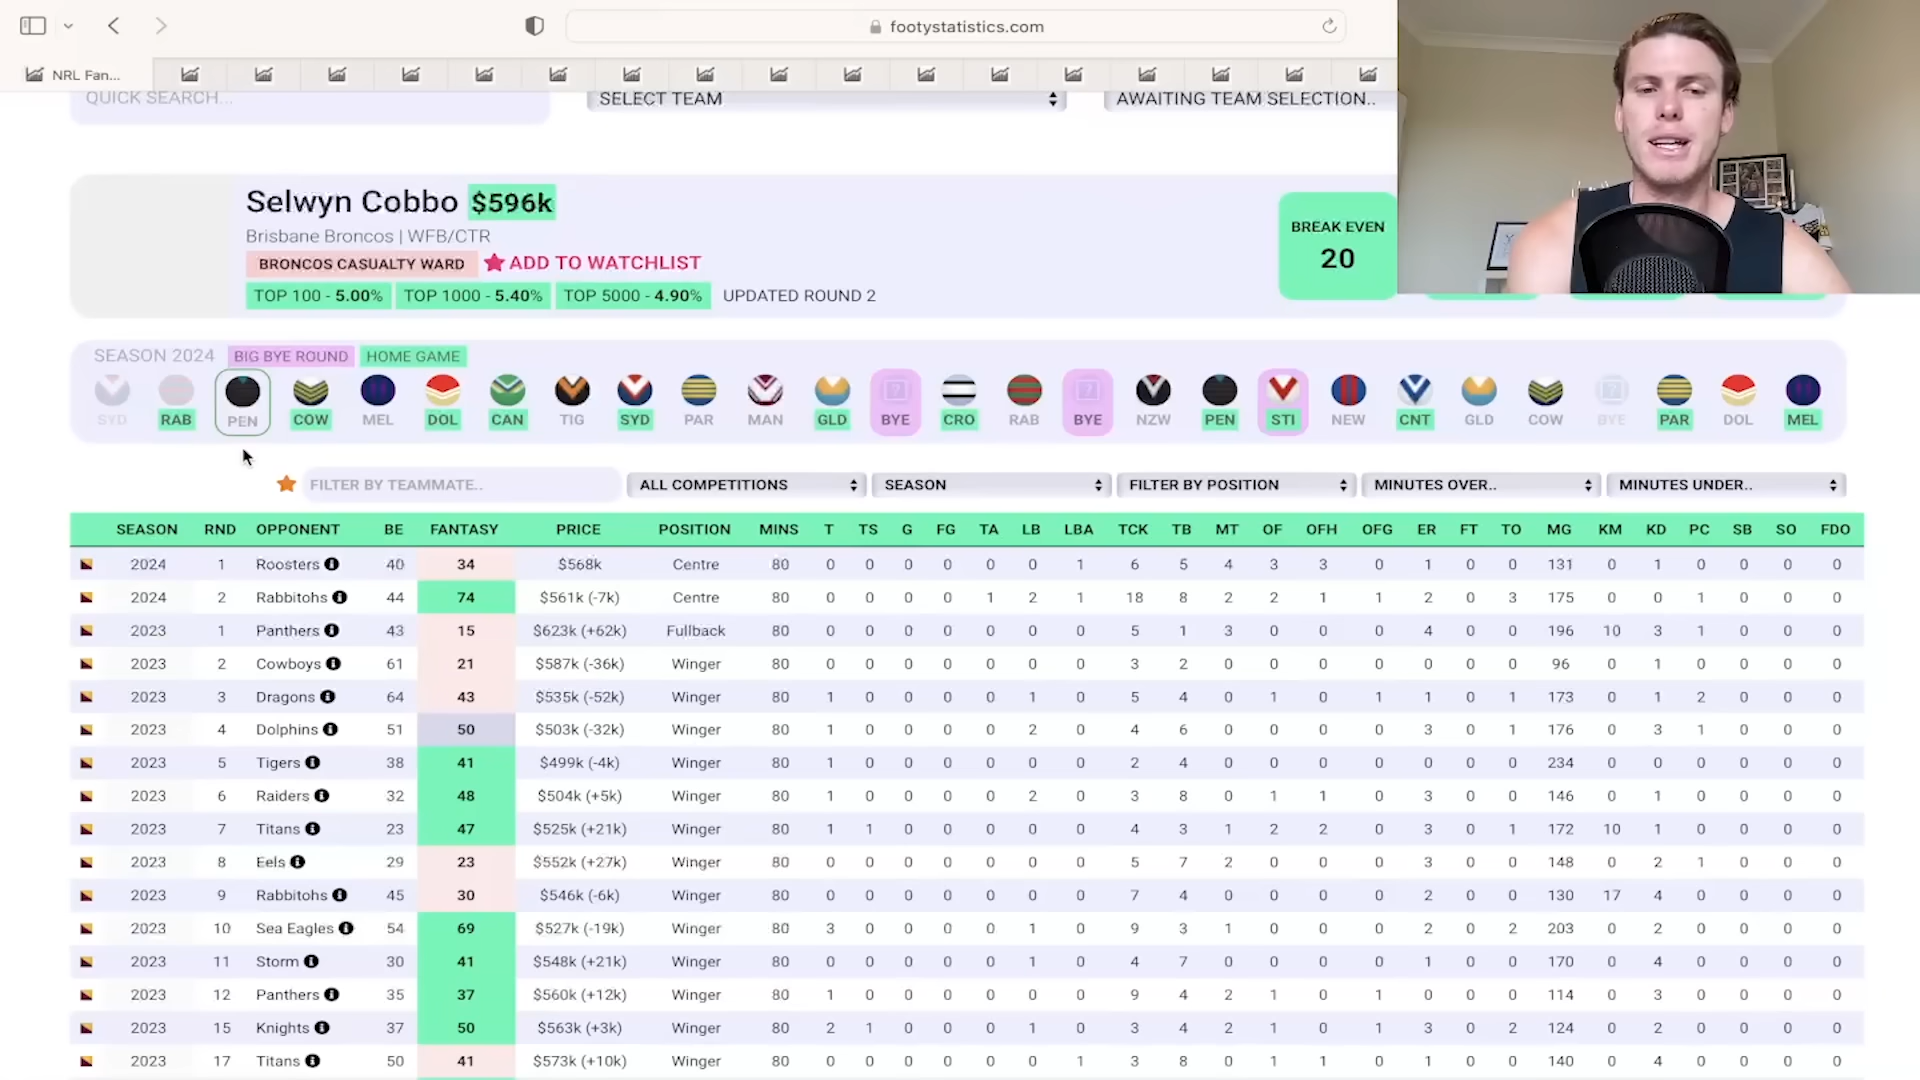 footystatistics.com
NRL Fan...
QUICK SEARCH... SELECT TEAM AWAITING TEAM SELECTION..
Selwyn Cobbo $596k
Brisbane Broncos | WFB/CTR
BRONCOS CASUALTY WARD ADD TO WATCHLIST
TOP 100 - 5.00% TOP 1000 - 5.40% TOP 5000 - 4.90% UPDATED ROUND 2
BREAK EVEN
20
SEASON 2024 BIG BYE ROUND HOME GAME
SYD RAB PEN COW MEL DOL CAN TIG SYD PAR MAN GLD BYE CRO RAB BYE NZW PEN STI NEW CNT GLD COW BYE PAR DOL MEL
FILTER BY TEAMMATE.. ALL COMPETITIONS SEASON FILTER BY POSITION MINUTES OVER.. MINUTES UNDER..
SEASON RND OPPONENT BE FANTASY PRICE POSITION MINS T TS G FG TA LB LBA TCK TB MT OF OFH OFG ER FT TO MG KM KD PC SB SO FDO
2024 1 Roosters 40 34 $568k Centre 80 0 0 0 0 0 0 1 6 5 4 3 3 0 1 0 0 131 0 1 0 0 0 0
2024 2 Rabbitohs 44 74 $561k (-7k) Centre 80 0 0 0 0 1 2 1 18 8 2 2 1 1 2 0 3 175 0 0 1 0 0 0
2023 1 Panthers 43 15 $623k (+62k) Fullback 80 0 0 0 0 0 0 0 5 1 3 0 0 0 4 0 0 196 10 3 1 0 0 0
2023 2 Cowboys 61 21 $587k (-36k) Winger 80 0 0 0 0 0 0 0 3 2 0 0 0 0 0 0 0 96 0 1 0 0 0 0
2023 3 Dragons 64 43 $535k (-52k) Winger 80 1 0 0 0 0 1 0 5 4 0 1 0 1 1 0 1 173 0 1 2 0 0 0
2023 4 Dolphins 51 50 $503k (-32k) Winger 80 1 0 0 0 0 2 0 4 6 0 0 0 0 3 0 1 176 0 3 1 0 0 0
2023 5 Tigers 38 41 $499k (-4k) Winger 80 1 0 0 0 0 0 0 2 4 0 0 0 0 0 0 0 234 0 0 0 0 0 0
2023 6 Raiders 32 48 $504k (+5k) Winger 80 1 0 0 0 0 2 0 3 8 0 1 1 0 3 0 0 146 0 1 0 0 0 0
2023 7 Titans 23 47 $525k (+21k) Winger 80 1 1 0 0 0 0 0 4 3 1 2 2 0 3 0 1 172 10 1 0 0 0 0
2023 8 Eels 29 23 $552k (+27k) Winger 80 0 0 0 0 0 0 0 5 7 2 0 0 0 3 0 0 148 0 2 1 0 0 0
2023 9 Rabbitohs 45 30 $546k (-6k) Winger 80 0 0 0 0 0 0 0 7 4 0 0 0 0 2 0 0 130 17 4 0 0 0 0
2023 10 Sea Eagles 54 69 $527k (-19k) Winger 80 3 0 0 0 0 1 0 9 3 1 0 0 0 2 0 2 203 0 2 0 0 0 0
2023 11 Storm 30 41 $548k (+21k) Winger 80 0 0 0 0 0 1 0 4 7 0 0 0 0 1 0 0 170 0 4 0 0 0 0
2023 12 Panthers 35 37 $560k (+12k) Winger 80 1 0 0 0 0 0 0 9 4 2 1 0 1 0 0 0 114 0 3 0 0 0 0
2023 15 Knights 37 50 $563k (+3k) Winger 80 2 1 0 0 0 1 0 3 4 2 1 0 1 3 0 2 124 0 2 0 0 0 0
2023 17 Titans 50 41 $573k (+10k) Winger 80 0 0 0 0 0 0 1 3 8 0 1 1 0 1 0 0 140 0 4 0 0 0 0